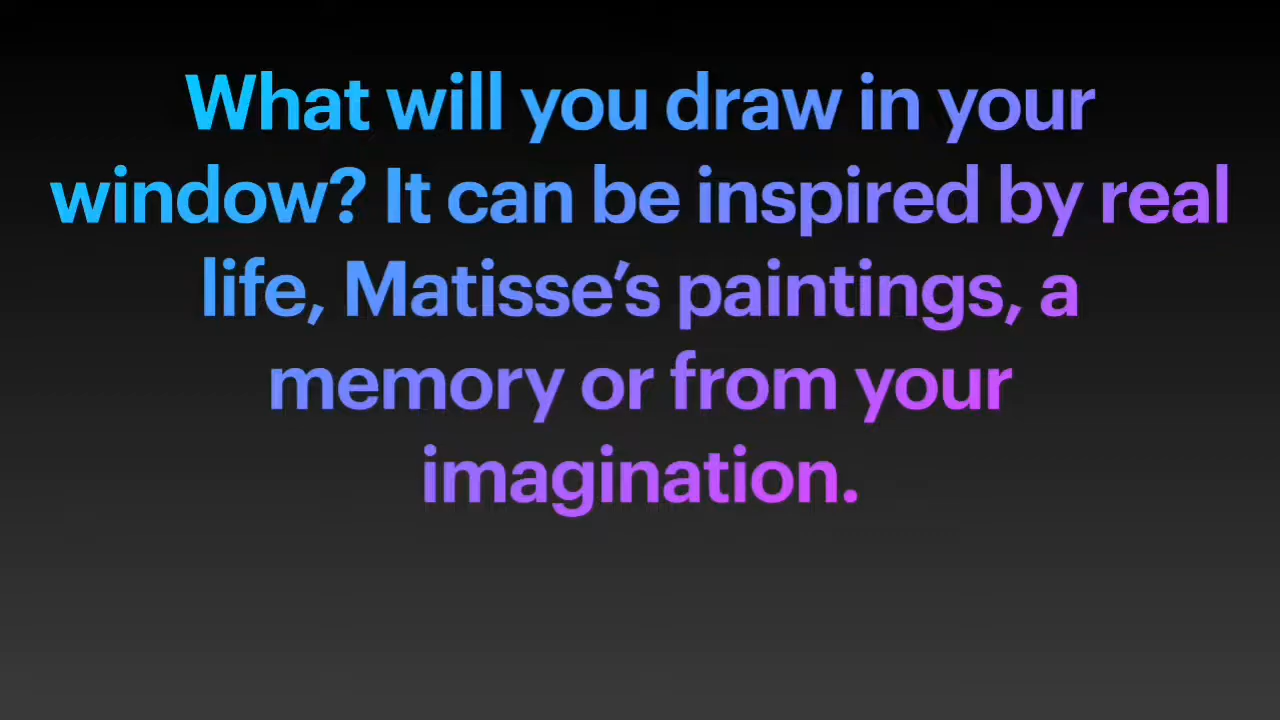 What will you draw in your
window? It can be inspired by real
life, Matisse’s paintings, a
memory or from your
imagination.